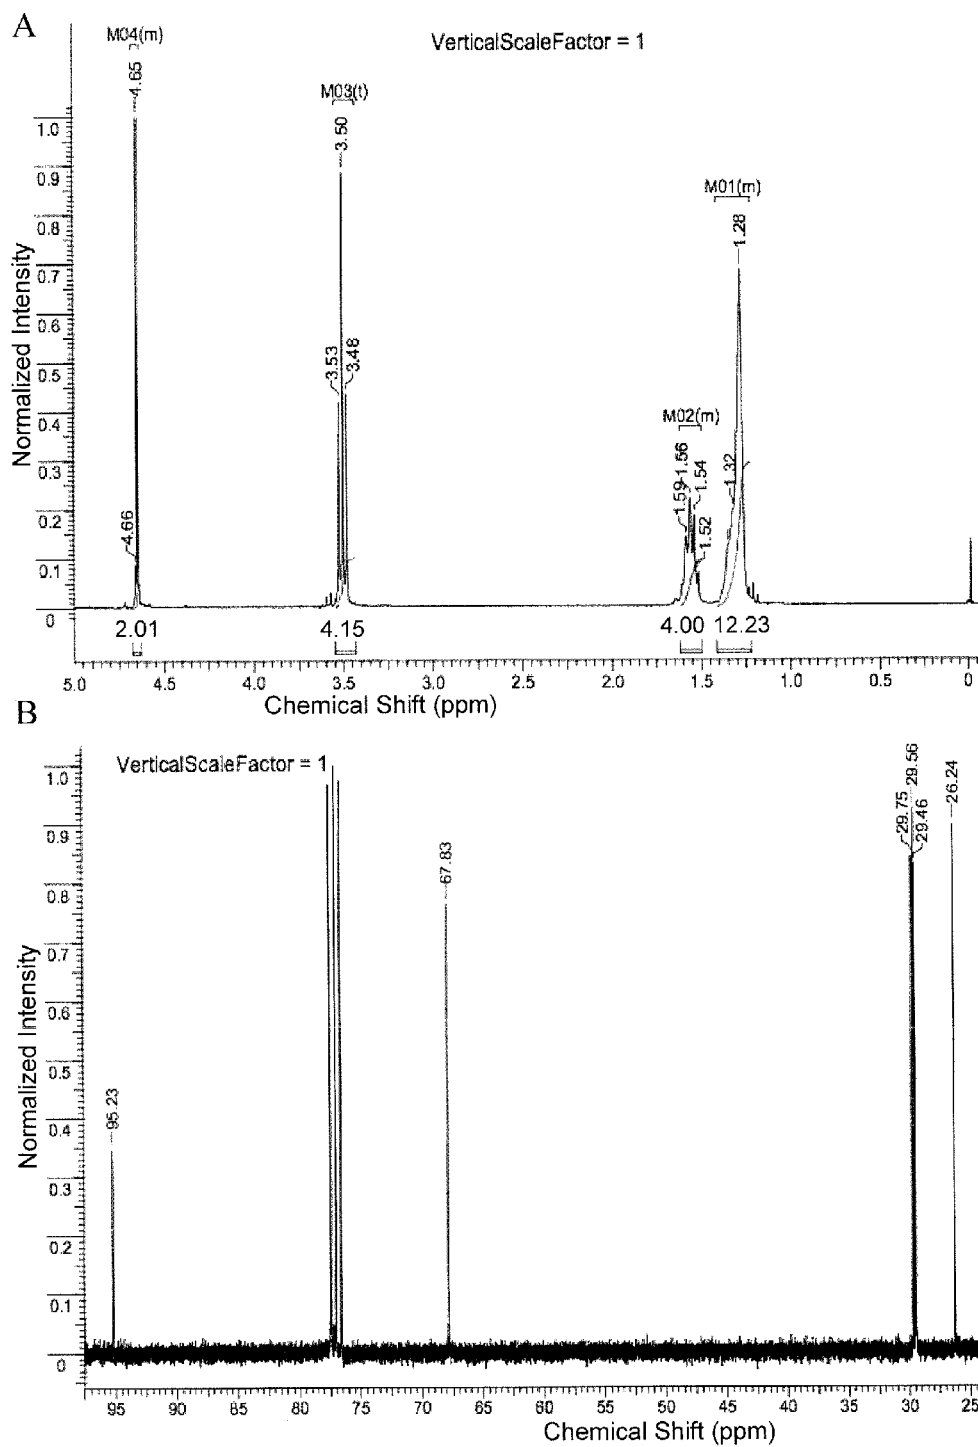 A
M04(m)
VerticalScaleFactor = 1
4.65
M03(t)
3.50
1.0
0.9
M01(m)
0.8
1.28
0.7
0.6
3.53
3.48
0.5
M02(m)
0.4
1.59
1.56
1.54
1.32
0.3
0.2
4.66
1.52
0.1
0
Normalized Intensity
2.01 4.15 4.00 12.23
5.0 4.5 4.0 3.5 3.0 2.5 2.0 1.5 1.0 0.5 0
Chemical Shift (ppm)
B
VerticalScaleFactor = 1
29.75
29.56
29.46
26.24
67.83
95.23
1.0
0.9
0.8
0.7
0.6
0.5
0.4
0.3
0.2
0.1
0
Normalized Intensity
95 90 85 80 75 70 65 60 55 50 45 40 35 30 25
Chemical Shift (ppm)